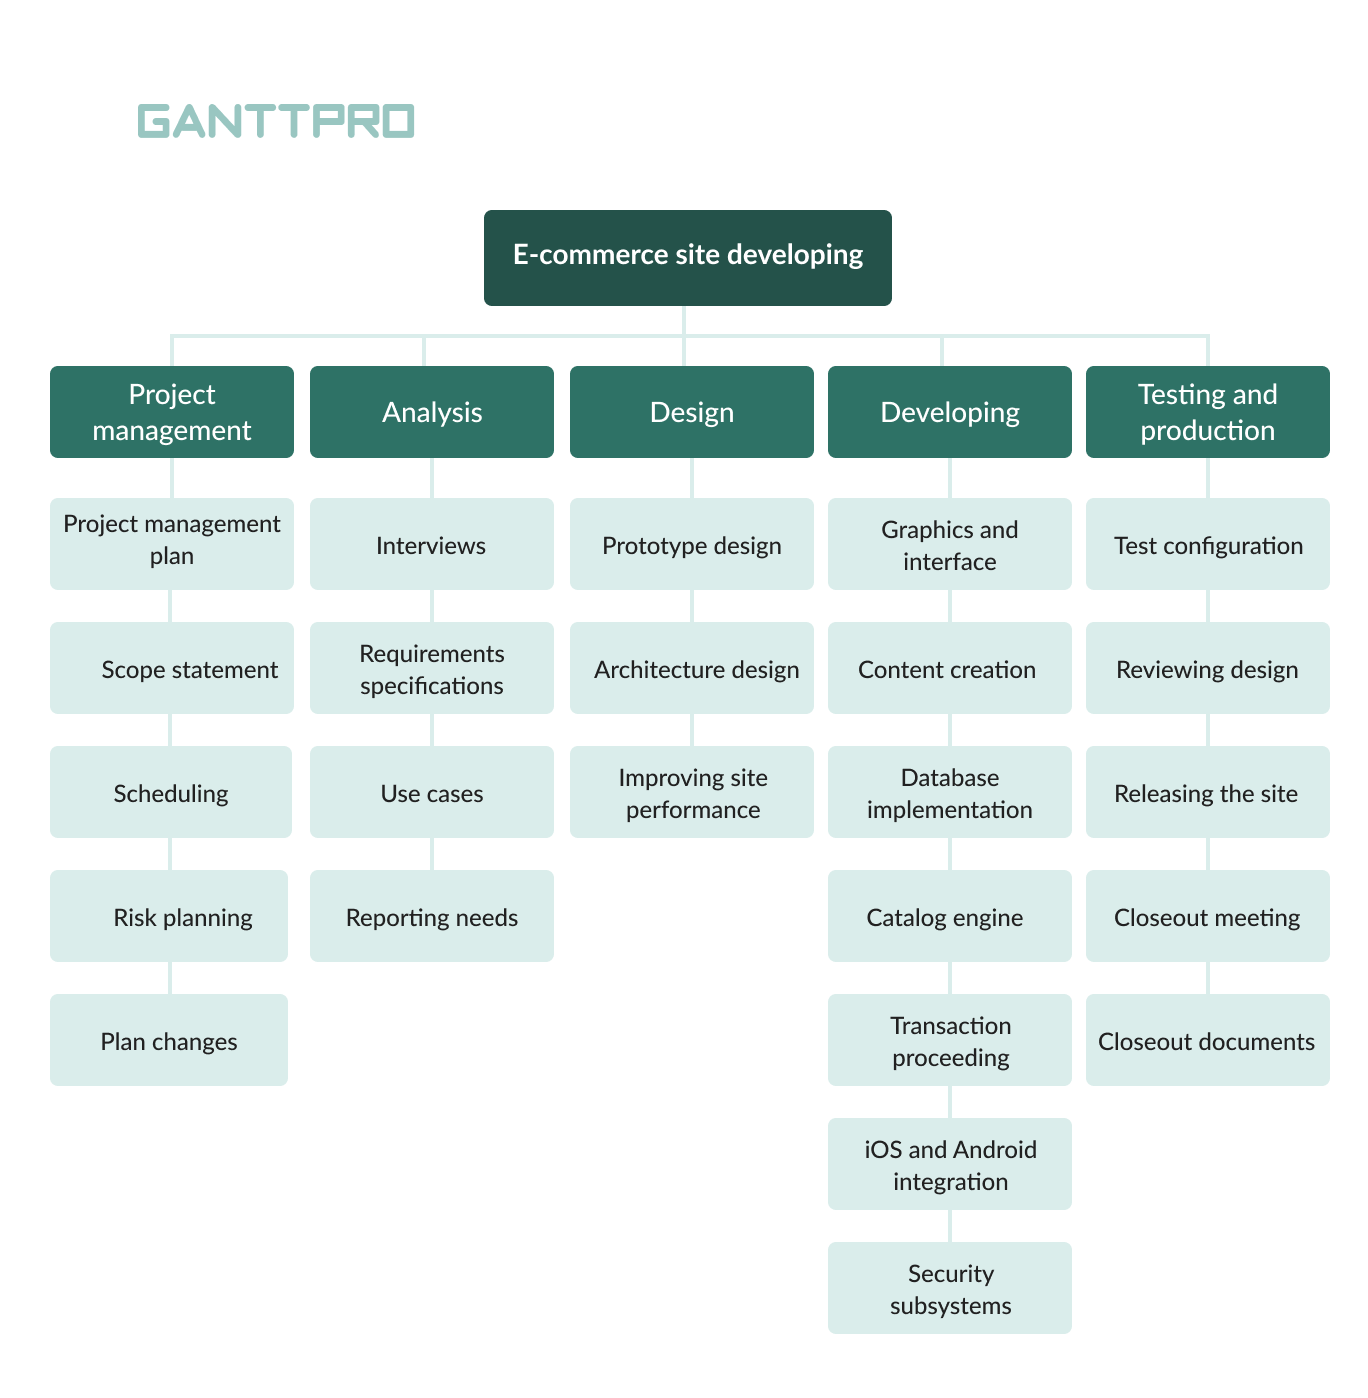 GANTTPRO
E-commerce site developing
Project
management
Project management
plan
Scope statement
Scheduling
Risk planning
Plan changes
Analysis
Interviews
Requirements
specifications
Use cases
Reporting needs
Design
Prototype design
Architecture design
Improving site
performance
Developing
Graphics and
interface
Content creation
Database
implementation
Catalog engine
Transaction
proceeding
iOS and Android
integration
Security
subsystems
Testing and
production
Test configuration
Reviewing design
Releasing the site
Closeout meeting
Closeout documents